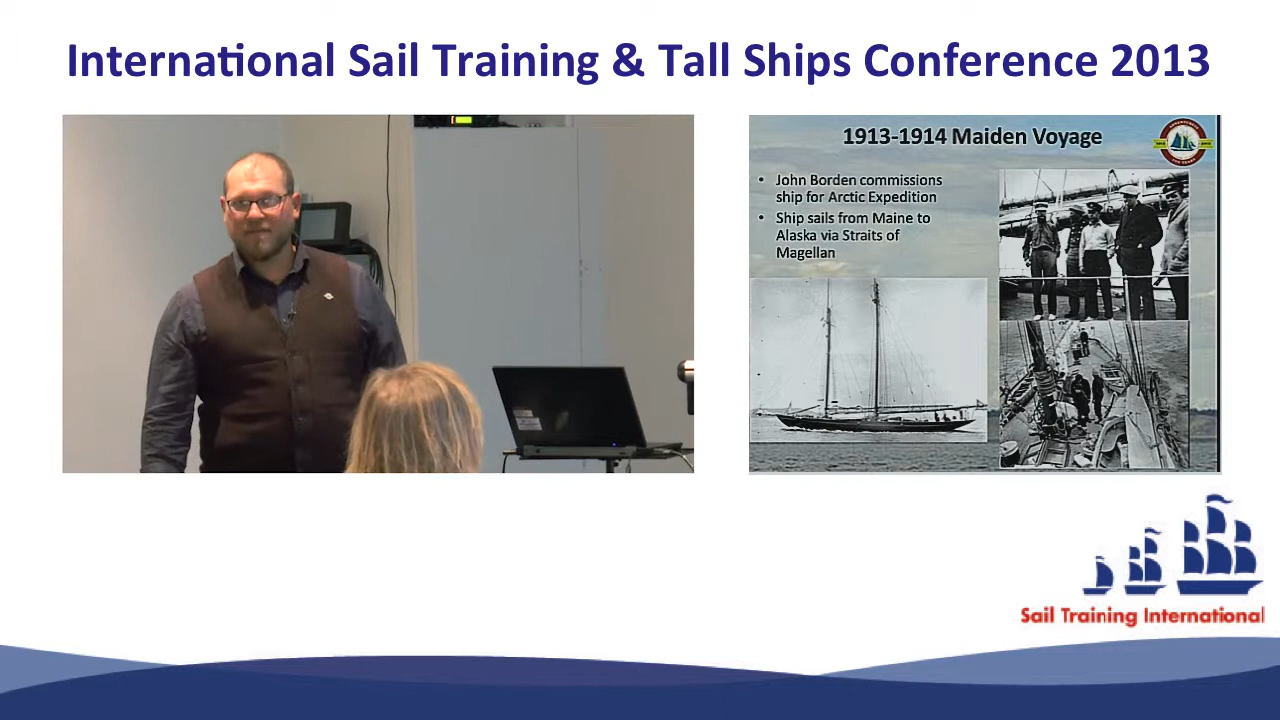 International Sail Training & Tall Ships Conference 2013
1913-1914 Maiden Voyage
• John Borden commissions
ship for Arctic Expedition
• Ship sails from Maine to
Alaska via Straits of
Magellan
Sail Training International